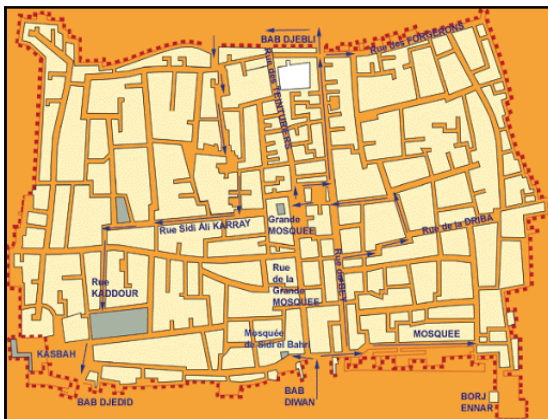 BAB DJEBLI
Rue des FORGERONS
Rue des TEINTURIERS
Grande
MOSQUEE
Rue Sidi Ali KARRAY
Rue de la DRIBA
Rue
KADDOUR
Rue
de la
Grande
MOSQUEE
Rue du BEY
Mosquée
de Sidi el Bahri
MOSQUEE
KASBAH
BAB DJEDID
BAB
DIWAN
BORJ
ENNAR